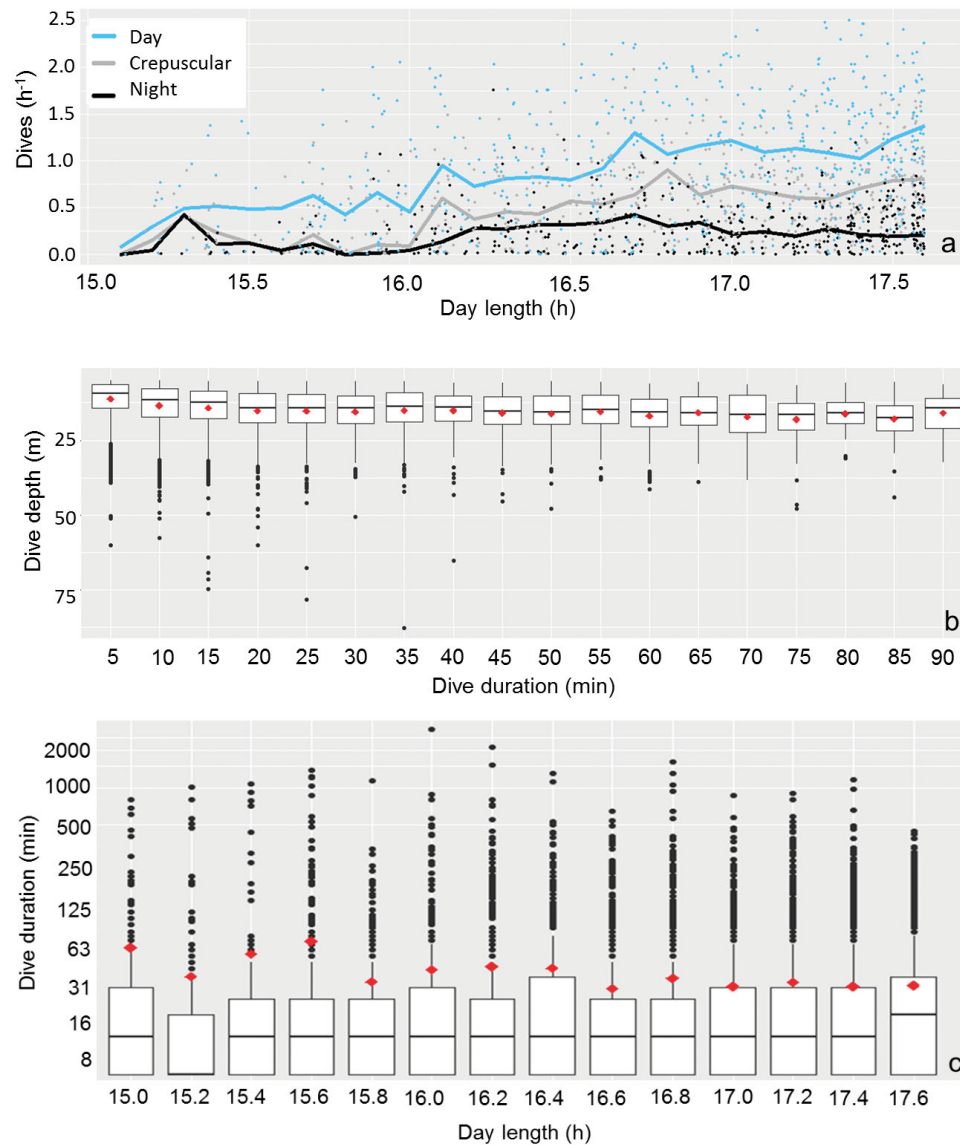 2.5
2.0
1.5
1.0
0.5
0.0
Dives (h⁻¹)
Day
Crepuscular
Night
a
15.0 15.5 16.0 16.5 17.0 17.5
Day length (h)
25
50
75
Dive depth (m)
b
5 10 15 20 25 30 35 40 45 50 55 60 65 70 75 80 85 90
Dive duration (min)
2000
1000
500
250
125
63
31
16
8
Dive duration (min)
c
15.0 15.2 15.4 15.6 15.8 16.0 16.2 16.4 16.6 16.8 17.0 17.2 17.4 17.6
Day length (h)